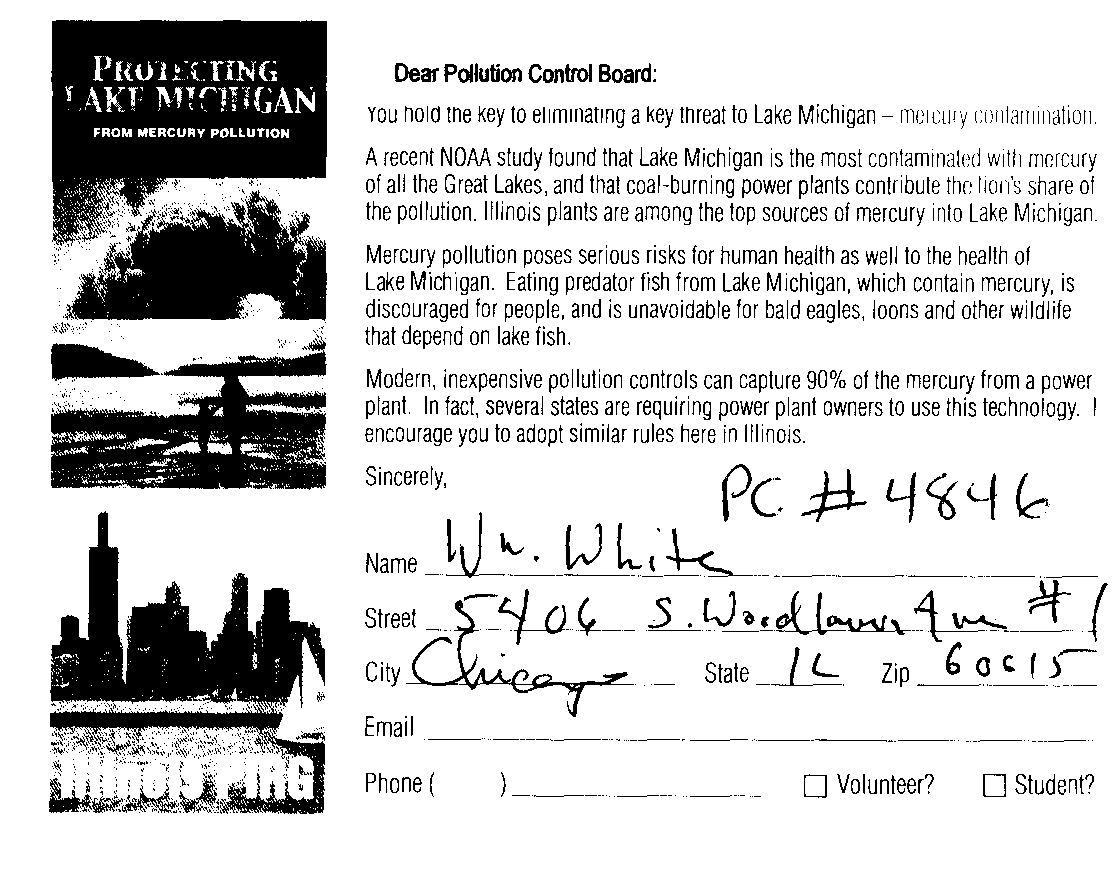 PROTECTING
LAKE MICHIGAN
FROM MERCURY POLLUTION
Dear Pollution Control Board:
You hold the key to eliminating a key threat to Lake Michigan – mercury contamination.
A recent NOAA study found that Lake Michigan is the most contaminated with mercury
of all the Great Lakes, and that coal-burning power plants contribute the lion's share of
the pollution. Illinois plants are among the top sources of mercury into Lake Michigan.
Mercury pollution poses serious risks for human health as well to the health of
Lake Michigan. Eating predator fish from Lake Michigan, which contain mercury, is
discouraged for people, and is unavoidable for bald eagles, loons and other wildlife
that depend on lake fish.
Modern, inexpensive pollution controls can capture 90% of the mercury from a power
plant. In fact, several states are requiring power plant owners to use this technology. I
encourage you to adopt similar rules here in Illinois.
Sincerely,
PC # 4846
Name Wm. White
Street 5406 S. Woodlawn Ave # 1
City Chicago State IL Zip 60615
Email
Phone ( )
Volunteer? Student?
Illinois PIRG